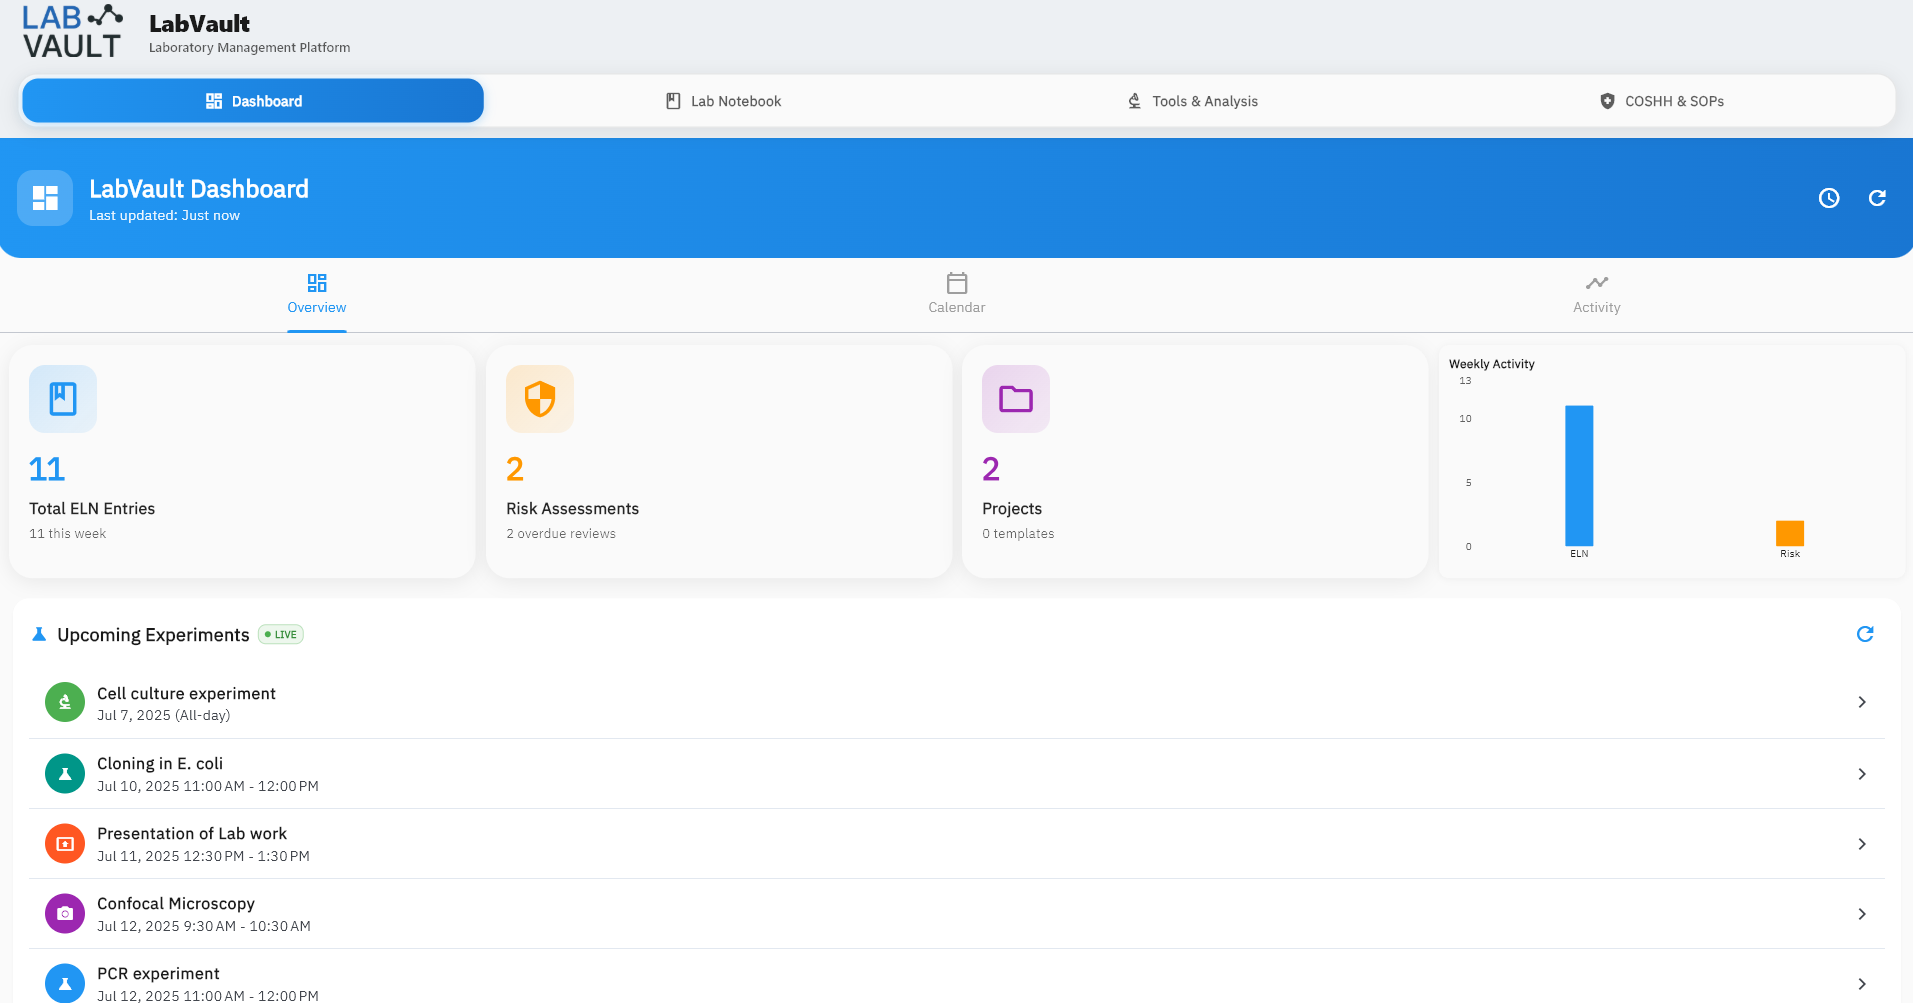 LAB
VAULT
LabVault
Laboratory Management Platform
Dashboard
Lab Notebook
Tools & Analysis
COSHH & SOPs
LabVault Dashboard
Last updated: Just now
Overview
Calendar
Activity
11
Total ELN Entries
11 this week
2
Risk Assessments
2 overdue reviews
2
Projects
0 templates
Weekly Activity
13
10
5
0
ELN
Risk
Upcoming Experiments
LIVE
Cell culture experiment
Jul 7, 2025 (All-day)
Cloning in E. coli
Jul 10, 2025 11:00 AM - 12:00 PM
Presentation of Lab work
Jul 11, 2025 12:30 PM - 1:30 PM
Confocal Microscopy
Jul 12, 2025 9:30 AM - 10:30 AM
PCR experiment
Jul 12, 2025 11:00 AM - 12:00 PM